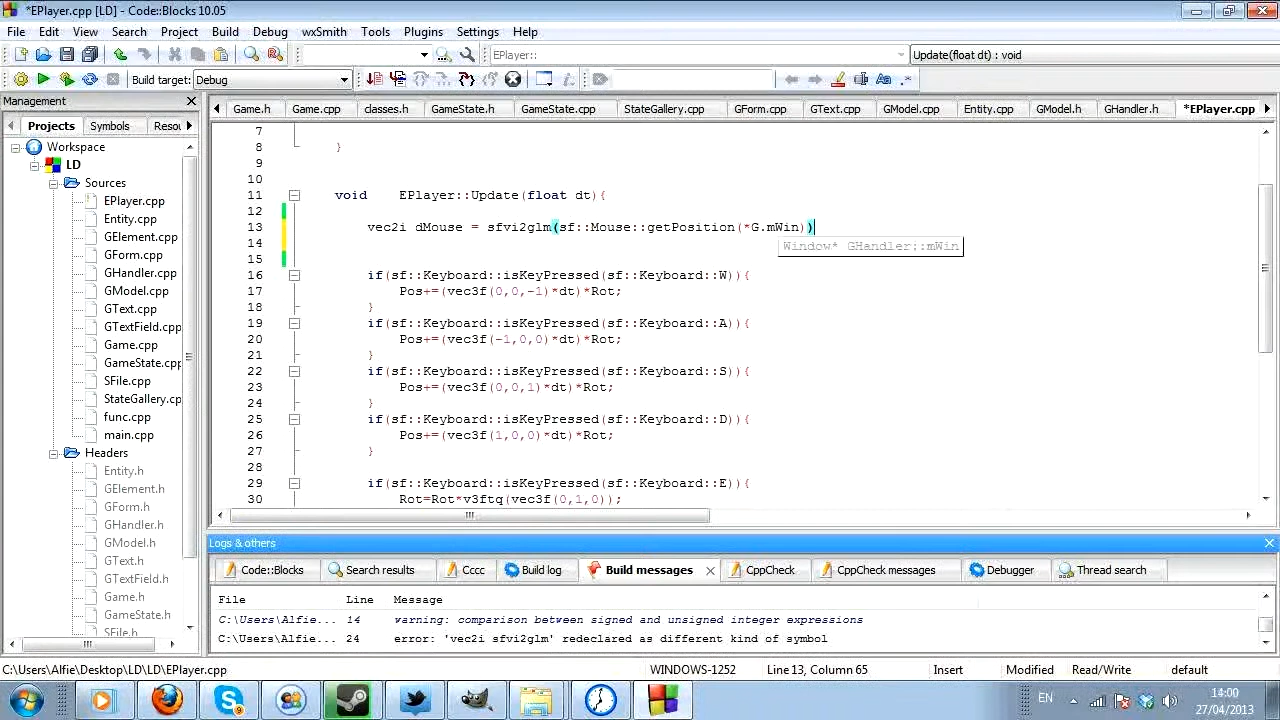 *EPlayer.cpp [LD] - Code::Blocks 10.05
File Edit View Search Project Build Debug wxSmith Tools Plugins Settings Help
EPlayer:: Update(float dt) : void
Build target: Debug
Management
Game.h Game.cpp classes.h GameState.h GameState.cpp StateGallery.cpp GForm.cpp GText.cpp GModel.cpp Entity.cpp GModel.h GHandler.h *EPlayer.cpp
Projects Symbols Resou
Workspace
LD
Sources
EPlayer.cpp
Entity.cpp
GElement.cpp
GForm.cpp
GHandler.cpp
GModel.cpp
GText.cpp
GTextField.cpp
Game.cpp
GameState.cpp
SFile.cpp
StateGallery.cp
func.cpp
main.cpp
Headers
Entity.h
GElement.h
GForm.h
GHandler.h
GModel.h
GText.h
GTextField.h
Game.h
GameState.h
SFile.h
7
8 }
9
10
11 void EPlayer::Update(float dt){
12
13 vec2i dMouse = sfvi2glm(sf::Mouse::getPosition(*G.mWin))
Window* GHandler::mWin
14
15
16 if(sf::Keyboard::isKeyPressed(sf::Keyboard::W)){
17 Pos+=(vec3f(0,0,-1)*dt)*Rot;
18 }
19 if(sf::Keyboard::isKeyPressed(sf::Keyboard::A)){
20 Pos+=(vec3f(-1,0,0)*dt)*Rot;
21 }
22 if(sf::Keyboard::isKeyPressed(sf::Keyboard::S)){
23 Pos+=(vec3f(0,0,1)*dt)*Rot;
24 }
25 if(sf::Keyboard::isKeyPressed(sf::Keyboard::D)){
26 Pos+=(vec3f(1,0,0)*dt)*Rot;
27 }
28
29 if(sf::Keyboard::isKeyPressed(sf::Keyboard::E)){
30 Rot=Rot*v3ftq(vec3f(0,1,0));
Logs & others
Code::Blocks Search results Cccc Build log Build messages CppCheck CppCheck messages Debugger Thread search
File Line Message
C:\Users\Alfie... 14 warning: comparison between signed and unsigned integer expressions
C:\Users\Alfie... 24 error: 'vec2i sfvi2glm' redeclared as different kind of symbol
C:\Users\Alfie\Desktop\LD\LD\EPlayer.cpp WINDOWS-1252 Line 13, Column 65 Insert Modified Read/Write default
EN 14:00
27/04/2013